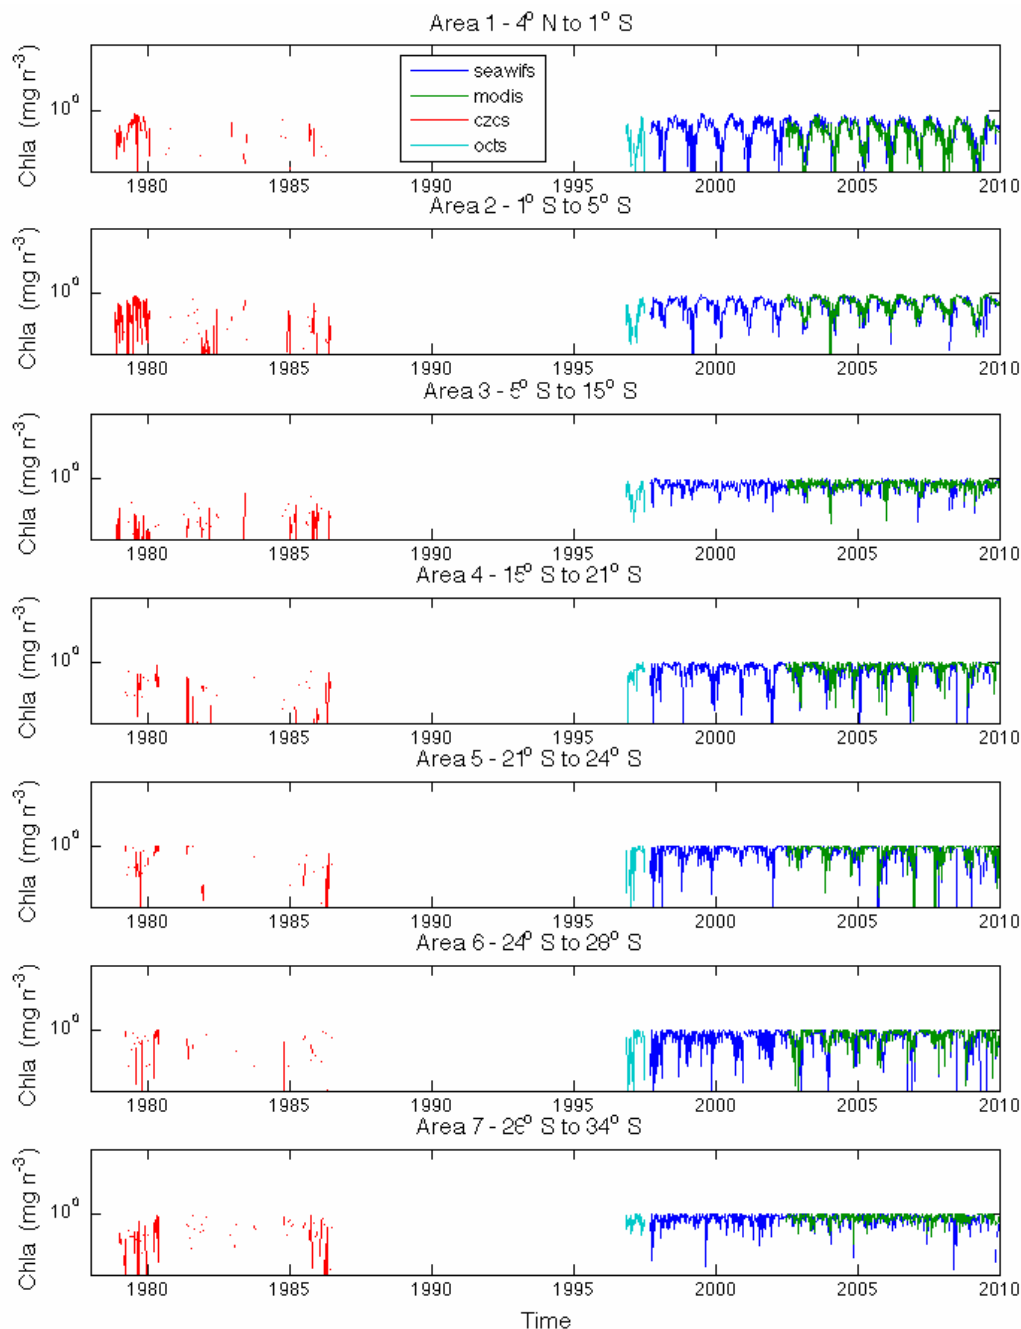 Area 1 - 4° N to 1° S
Chla (mg n⁻³)
10⁰
seawifs
modis
czcs
octs
1980 1985 1990 1995 2000 2005 2010
Area 2 - 1° S to 5° S
Chla (mg n⁻³)
10⁰
1980 1985 1990 1995 2000 2005 2010
Area 3 - 5° S to 15° S
Chla (mg n⁻³)
10⁰
1980 1985 1990 1995 2000 2005 2010
Area 4 - 15° S to 21° S
Chla (mg n⁻³)
10⁰
1980 1985 1990 1995 2000 2005 2010
Area 5 - 21° S to 24° S
Chla (mg n⁻³)
10⁰
1980 1985 1990 1995 2000 2005 2010
Area 6 - 24° S to 28° S
Chla (mg n⁻³)
10⁰
1980 1985 1990 1995 2000 2005 2010
Area 7 - 28° S to 34° S
Chla (mg n⁻³)
10⁰
1980 1985 1990 1995 2000 2005 2010
Time